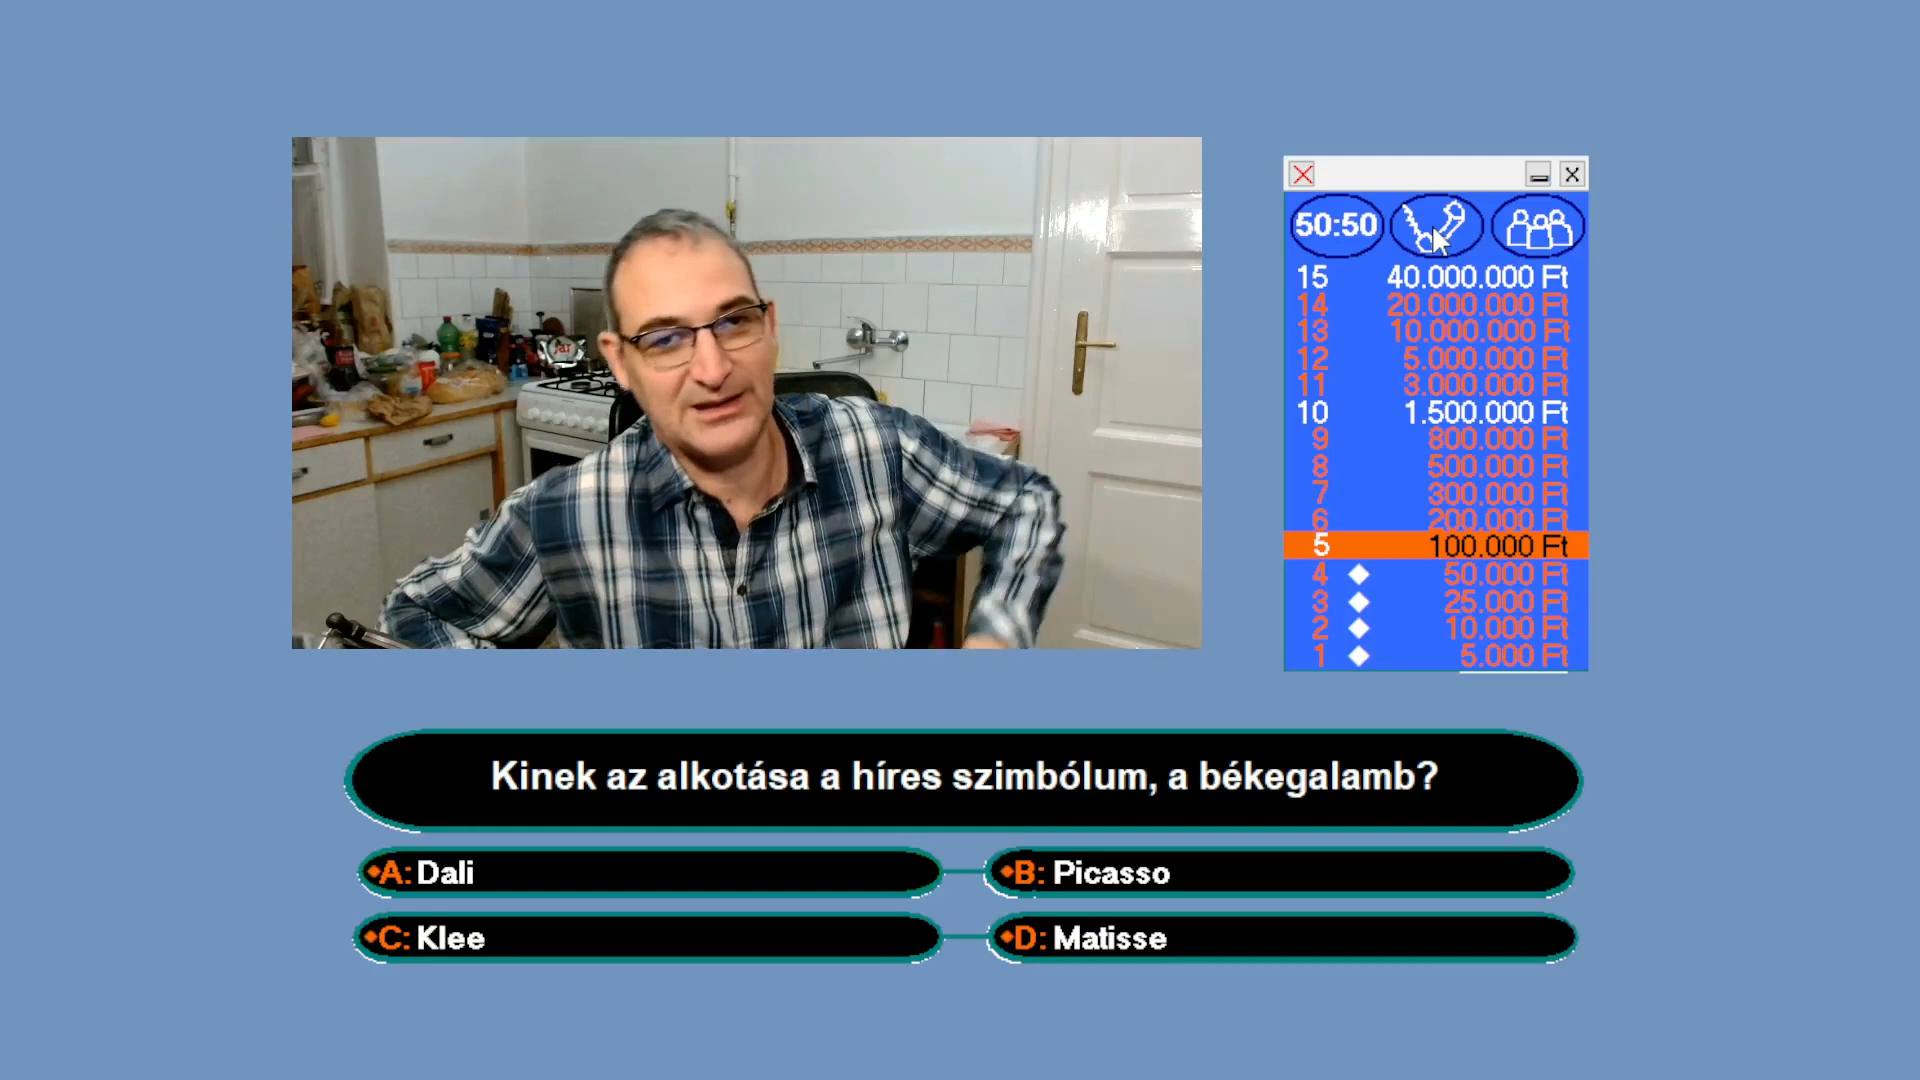 50:50
15 40.000.000 Ft
14 20.000.000 Ft
13 10.000.000 Ft
12 5.000.000 Ft
11 3.000.000 Ft
10 1.500.000 Ft
9 800.000 Ft
8 500.000 Ft
7 300.000 Ft
6 200.000 Ft
5 100.000 Ft
4 50.000 Ft
3 25.000 Ft
2 10.000 Ft
1 5.000 Ft
Jar
Kinek az alkotása a híres szimbólum, a békegalamb?
A: Dali
B: Picasso
C: Klee
D: Matisse